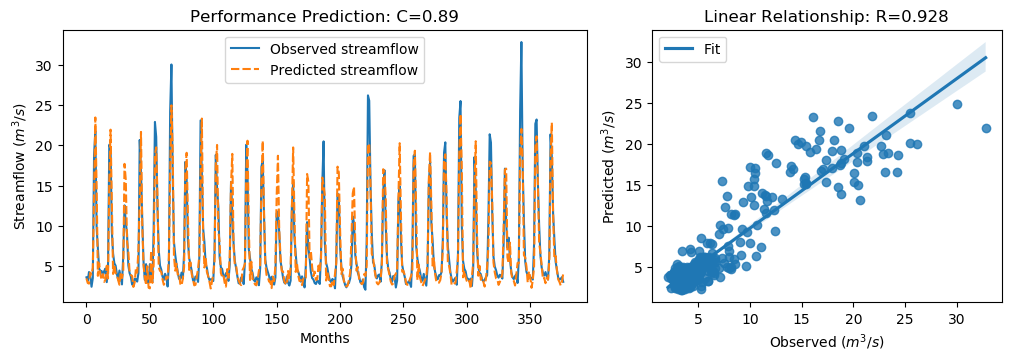 Performance Prediction: C=0.89
Observed streamflow
Predicted streamflow
Streamflow (m³/s)
30
25
20
15
10
5
0
50
100
150
200
250
300
350
Months
Linear Relationship: R=0.928
Fit
Predicted (m³/s)
30
25
20
15
10
5
5
10
15
20
25
30
Observed (m³/s)